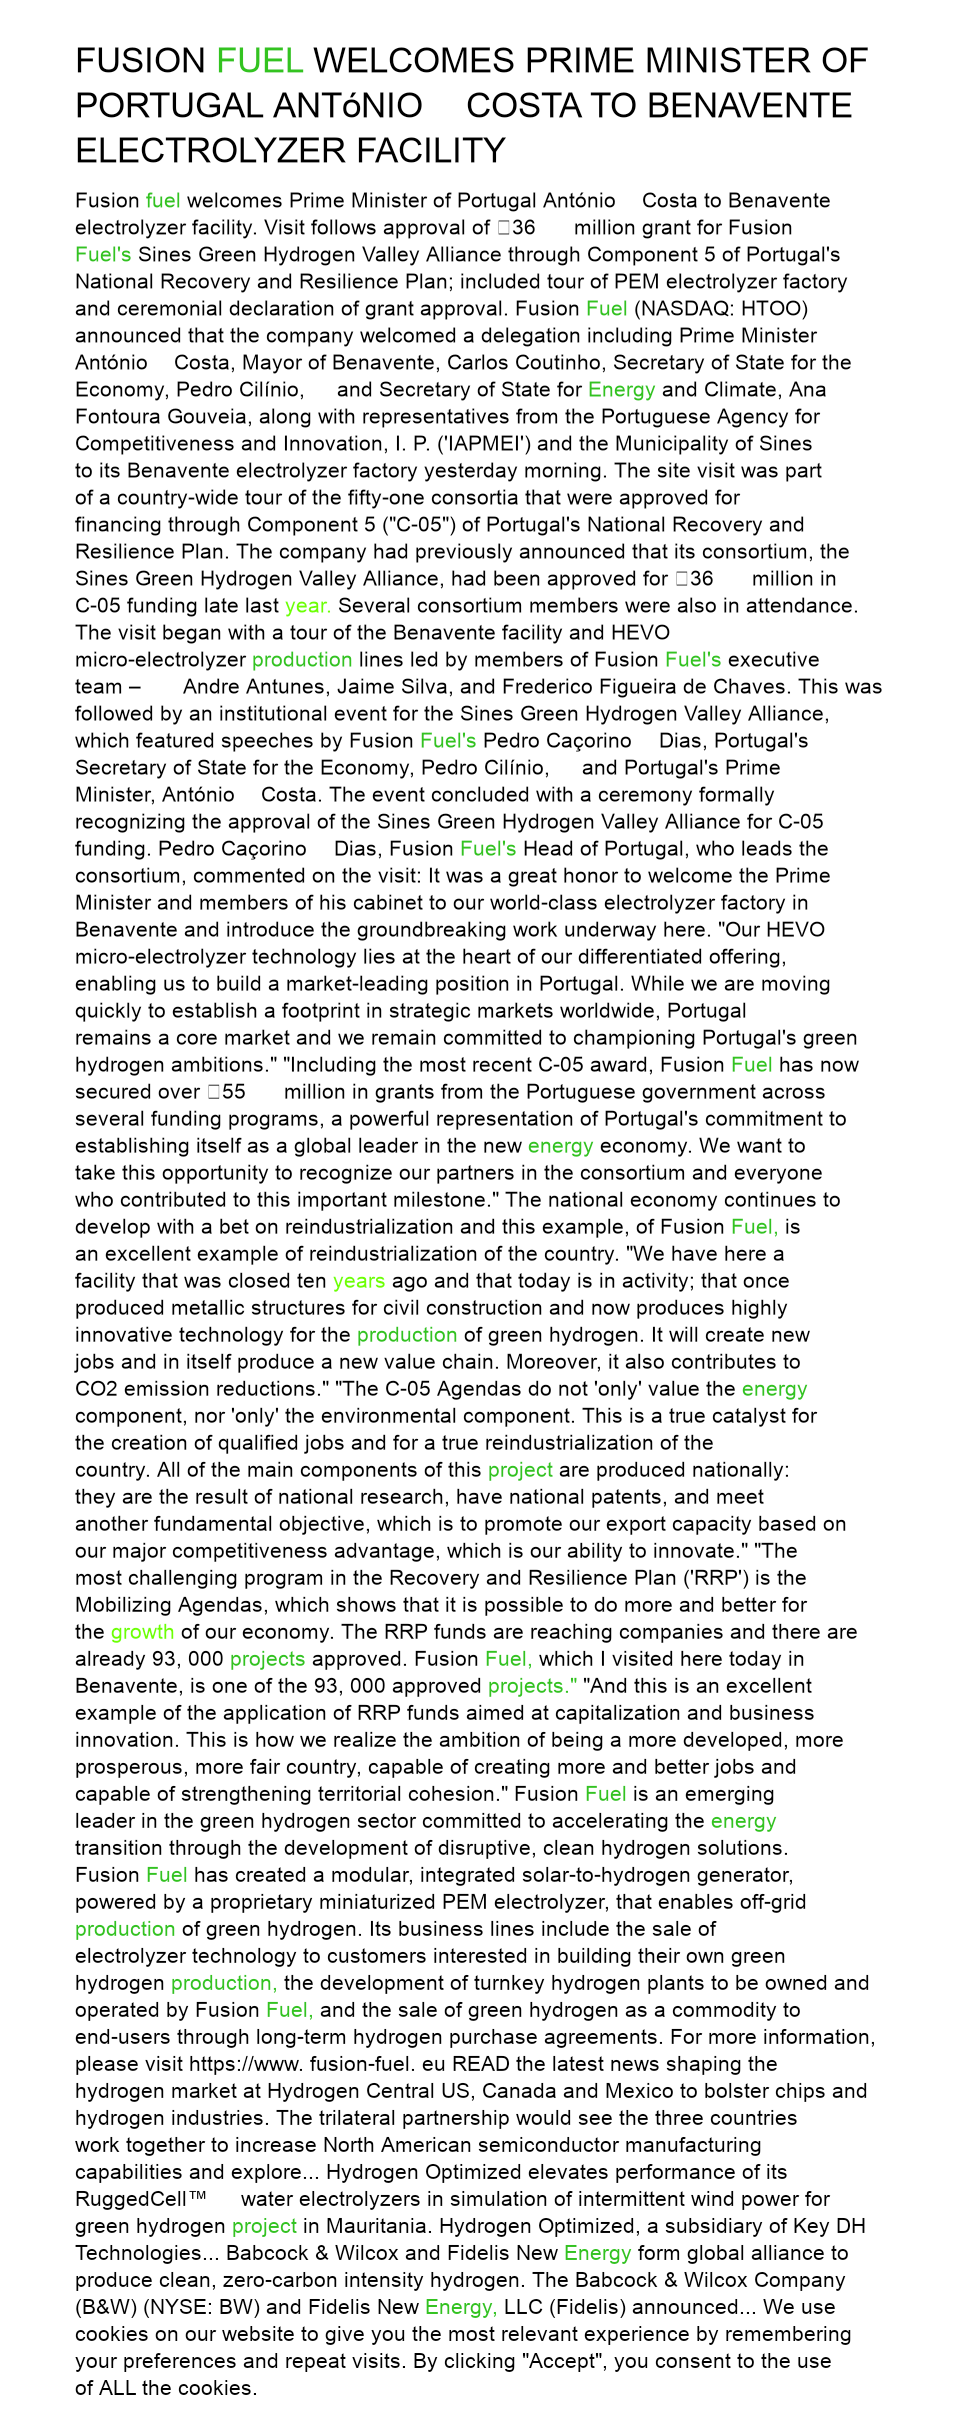 FUSION FUEL WELCOMES PRIME MINISTER OF
PORTUGAL ANTóNIO COSTA TO BENAVENTE
ELECTROLYZER FACILITY
Fusion fuel welcomes Prime Minister of Portugal António Costa to Benavente
electrolyzer facility. Visit follows approval of 36 million grant for Fusion
Fuel's Sines Green Hydrogen Valley Alliance through Component 5 of Portugal's
National Recovery and Resilience Plan; included tour of PEM electrolyzer factory
and ceremonial declaration of grant approval. Fusion Fuel (NASDAQ: HTOO)
announced that the company welcomed a delegation including Prime Minister
António Costa, Mayor of Benavente, Carlos Coutinho, Secretary of State for the
Economy, Pedro Cilínio, and Secretary of State for Energy and Climate, Ana
Fontoura Gouveia, along with representatives from the Portuguese Agency for
Competitiveness and Innovation, I. P. ('IAPMEI') and the Municipality of Sines
to its Benavente electrolyzer factory yesterday morning. The site visit was part
of a country-wide tour of the fifty-one consortia that were approved for
financing through Component 5 ("C-05") of Portugal's National Recovery and
Resilience Plan. The company had previously announced that its consortium, the
Sines Green Hydrogen Valley Alliance, had been approved for 36 million in
C-05 funding late last year. Several consortium members were also in attendance.
The visit began with a tour of the Benavente facility and HEVO
micro-electrolyzer production lines led by members of Fusion Fuel's executive
team – Andre Antunes, Jaime Silva, and Frederico Figueira de Chaves. This was
followed by an institutional event for the Sines Green Hydrogen Valley Alliance,
which featured speeches by Fusion Fuel's Pedro Caçorino Dias, Portugal's
Secretary of State for the Economy, Pedro Cilínio, and Portugal's Prime
Minister, António Costa. The event concluded with a ceremony formally
recognizing the approval of the Sines Green Hydrogen Valley Alliance for C-05
funding. Pedro Caçorino Dias, Fusion Fuel's Head of Portugal, who leads the
consortium, commented on the visit: It was a great honor to welcome the Prime
Minister and members of his cabinet to our world-class electrolyzer factory in
Benavente and introduce the groundbreaking work underway here. "Our HEVO
micro-electrolyzer technology lies at the heart of our differentiated offering,
enabling us to build a market-leading position in Portugal. While we are moving
quickly to establish a footprint in strategic markets worldwide, Portugal
remains a core market and we remain committed to championing Portugal's green
hydrogen ambitions." "Including the most recent C-05 award, Fusion Fuel has now
secured over 55 million in grants from the Portuguese government across
several funding programs, a powerful representation of Portugal's commitment to
establishing itself as a global leader in the new energy economy. We want to
take this opportunity to recognize our partners in the consortium and everyone
who contributed to this important milestone." The national economy continues to
develop with a bet on reindustrialization and this example, of Fusion Fuel, is
an excellent example of reindustrialization of the country. "We have here a
facility that was closed ten years ago and that today is in activity; that once
produced metallic structures for civil construction and now produces highly
innovative technology for the production of green hydrogen. It will create new
jobs and in itself produce a new value chain. Moreover, it also contributes to
CO2 emission reductions." "The C-05 Agendas do not 'only' value the energy
component, nor 'only' the environmental component. This is a true catalyst for
the creation of qualified jobs and for a true reindustrialization of the
country. All of the main components of this project are produced nationally:
they are the result of national research, have national patents, and meet
another fundamental objective, which is to promote our export capacity based on
our major competitiveness advantage, which is our ability to innovate." "The
most challenging program in the Recovery and Resilience Plan ('RRP') is the
Mobilizing Agendas, which shows that it is possible to do more and better for
the growth of our economy. The RRP funds are reaching companies and there are
already 93, 000 projects approved. Fusion Fuel, which I visited here today in
Benavente, is one of the 93, 000 approved projects." "And this is an excellent
example of the application of RRP funds aimed at capitalization and business
innovation. This is how we realize the ambition of being a more developed, more
prosperous, more fair country, capable of creating more and better jobs and
capable of strengthening territorial cohesion." Fusion Fuel is an emerging
leader in the green hydrogen sector committed to accelerating the energy
transition through the development of disruptive, clean hydrogen solutions.
Fusion Fuel has created a modular, integrated solar-to-hydrogen generator,
powered by a proprietary miniaturized PEM electrolyzer, that enables off-grid
production of green hydrogen. Its business lines include the sale of
electrolyzer technology to customers interested in building their own green
hydrogen production, the development of turnkey hydrogen plants to be owned and
operated by Fusion Fuel, and the sale of green hydrogen as a commodity to
end-users through long-term hydrogen purchase agreements. For more information,
please visit https://www. fusion-fuel. eu READ the latest news shaping the
hydrogen market at Hydrogen Central US, Canada and Mexico to bolster chips and
hydrogen industries. The trilateral partnership would see the three countries
work together to increase North American semiconductor manufacturing
capabilities and explore... Hydrogen Optimized elevates performance of its
RuggedCell™ water electrolyzers in simulation of intermittent wind power for
green hydrogen project in Mauritania. Hydrogen Optimized, a subsidiary of Key DH
Technologies... Babcock & Wilcox and Fidelis New Energy form global alliance to
produce clean, zero-carbon intensity hydrogen. The Babcock & Wilcox Company
(B&W) (NYSE: BW) and Fidelis New Energy, LLC (Fidelis) announced... We use
cookies on our website to give you the most relevant experience by remembering
your preferences and repeat visits. By clicking "Accept", you consent to the use
of ALL the cookies.